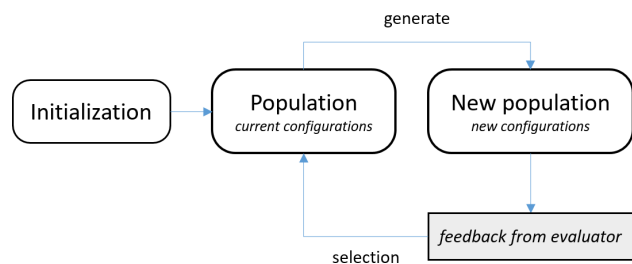 generate
Initialization
Population
current configurations
New population
new configurations
feedback from evaluator
selection